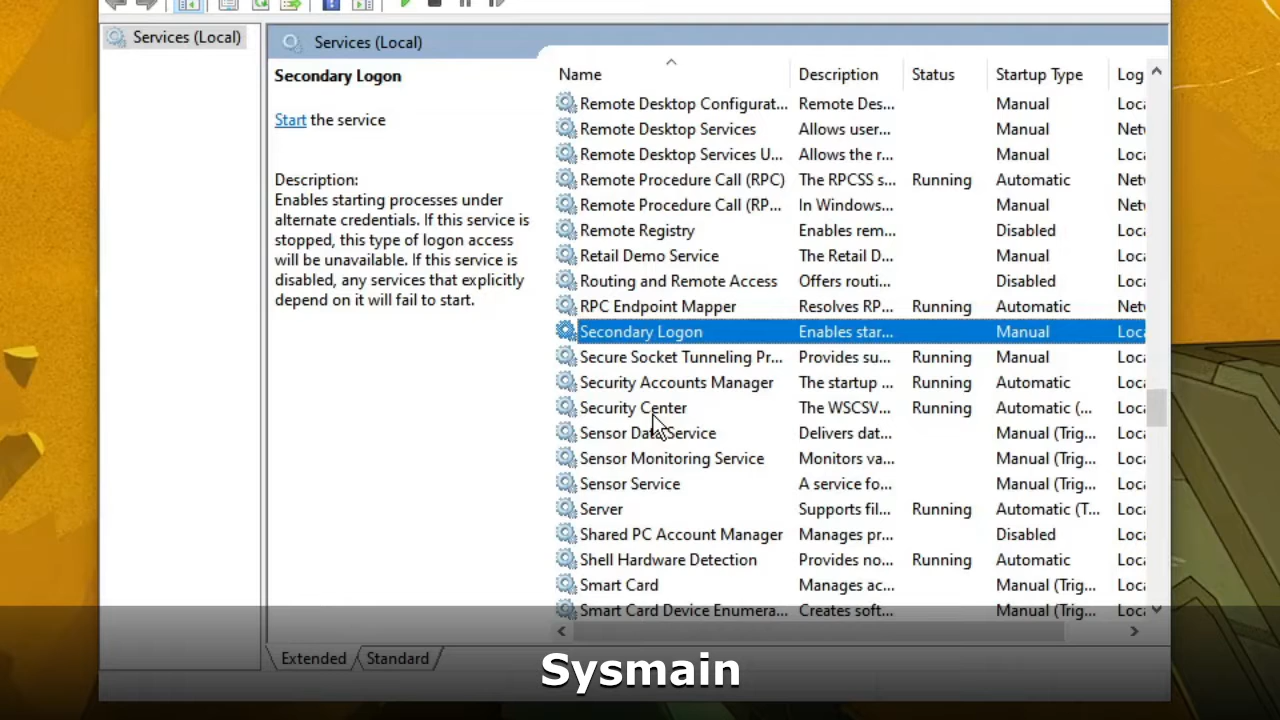 Services (Local)
Services (Local)
Secondary Logon
Start the service
Description:
Enables starting processes under
alternate credentials. If this service is
stopped, this type of logon access
will be unavailable. If this service is
disabled, any services that explicitly
depend on it will fail to start.
Name Description Status Startup Type Log
Remote Desktop Configurat... Remote Des... Manual Loca
Remote Desktop Services Allows user... Manual Netw
Remote Desktop Services U... Allows the r... Manual Loca
Remote Procedure Call (RPC) The RPCSS s... Running Automatic Netw
Remote Procedure Call (RP... In Windows... Manual Netw
Remote Registry Enables rem... Disabled Loca
Retail Demo Service The Retail D... Manual Loca
Routing and Remote Access Offers routi... Disabled Loca
RPC Endpoint Mapper Resolves RP... Running Automatic Netw
Secondary Logon Enables star... Manual Loca
Secure Socket Tunneling Pr... Provides su... Running Manual Loca
Security Accounts Manager The startup ... Running Automatic Loca
Security Center The WSCSV... Running Automatic (... Loca
Sensor Data Service Delivers dat... Manual (Trig... Loca
Sensor Monitoring Service Monitors va... Manual (Trig... Loca
Sensor Service A service fo... Manual (Trig... Loca
Server Supports fil... Running Automatic (T... Loca
Shared PC Account Manager Manages pr... Disabled Loca
Shell Hardware Detection Provides no... Running Automatic Loca
Smart Card Manages ac... Manual (Trig... Loca
Smart Card Device Enumera... Creates soft... Manual (Trig... Loca
Extended Standard
Sysmain